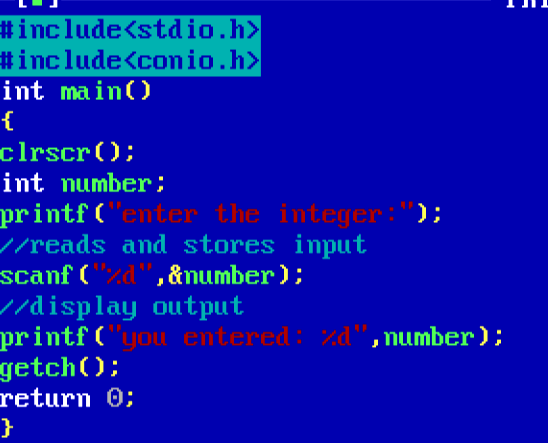 #include<stdio.h>
#include<conio.h>
int main()
{
clrscr();
int number;
printf("enter the integer:");
//reads and stores input
scanf("%d",&number);
//display output
printf("you entered: %d",number);
getch();
return 0;
}